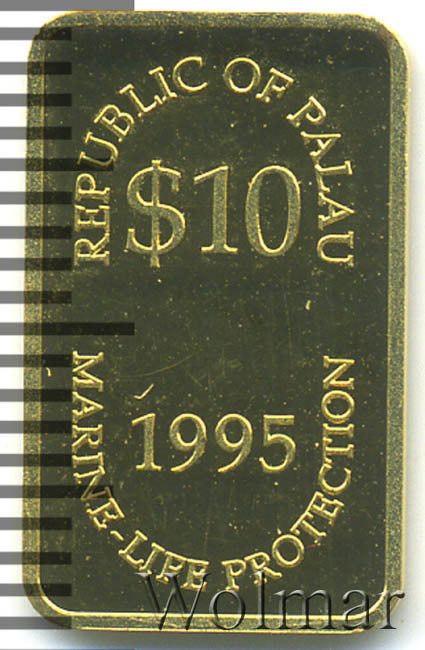 REPUBLIC OF PALAU
$10
1995
MARINE-LIFE PROTECTION
Wolmar